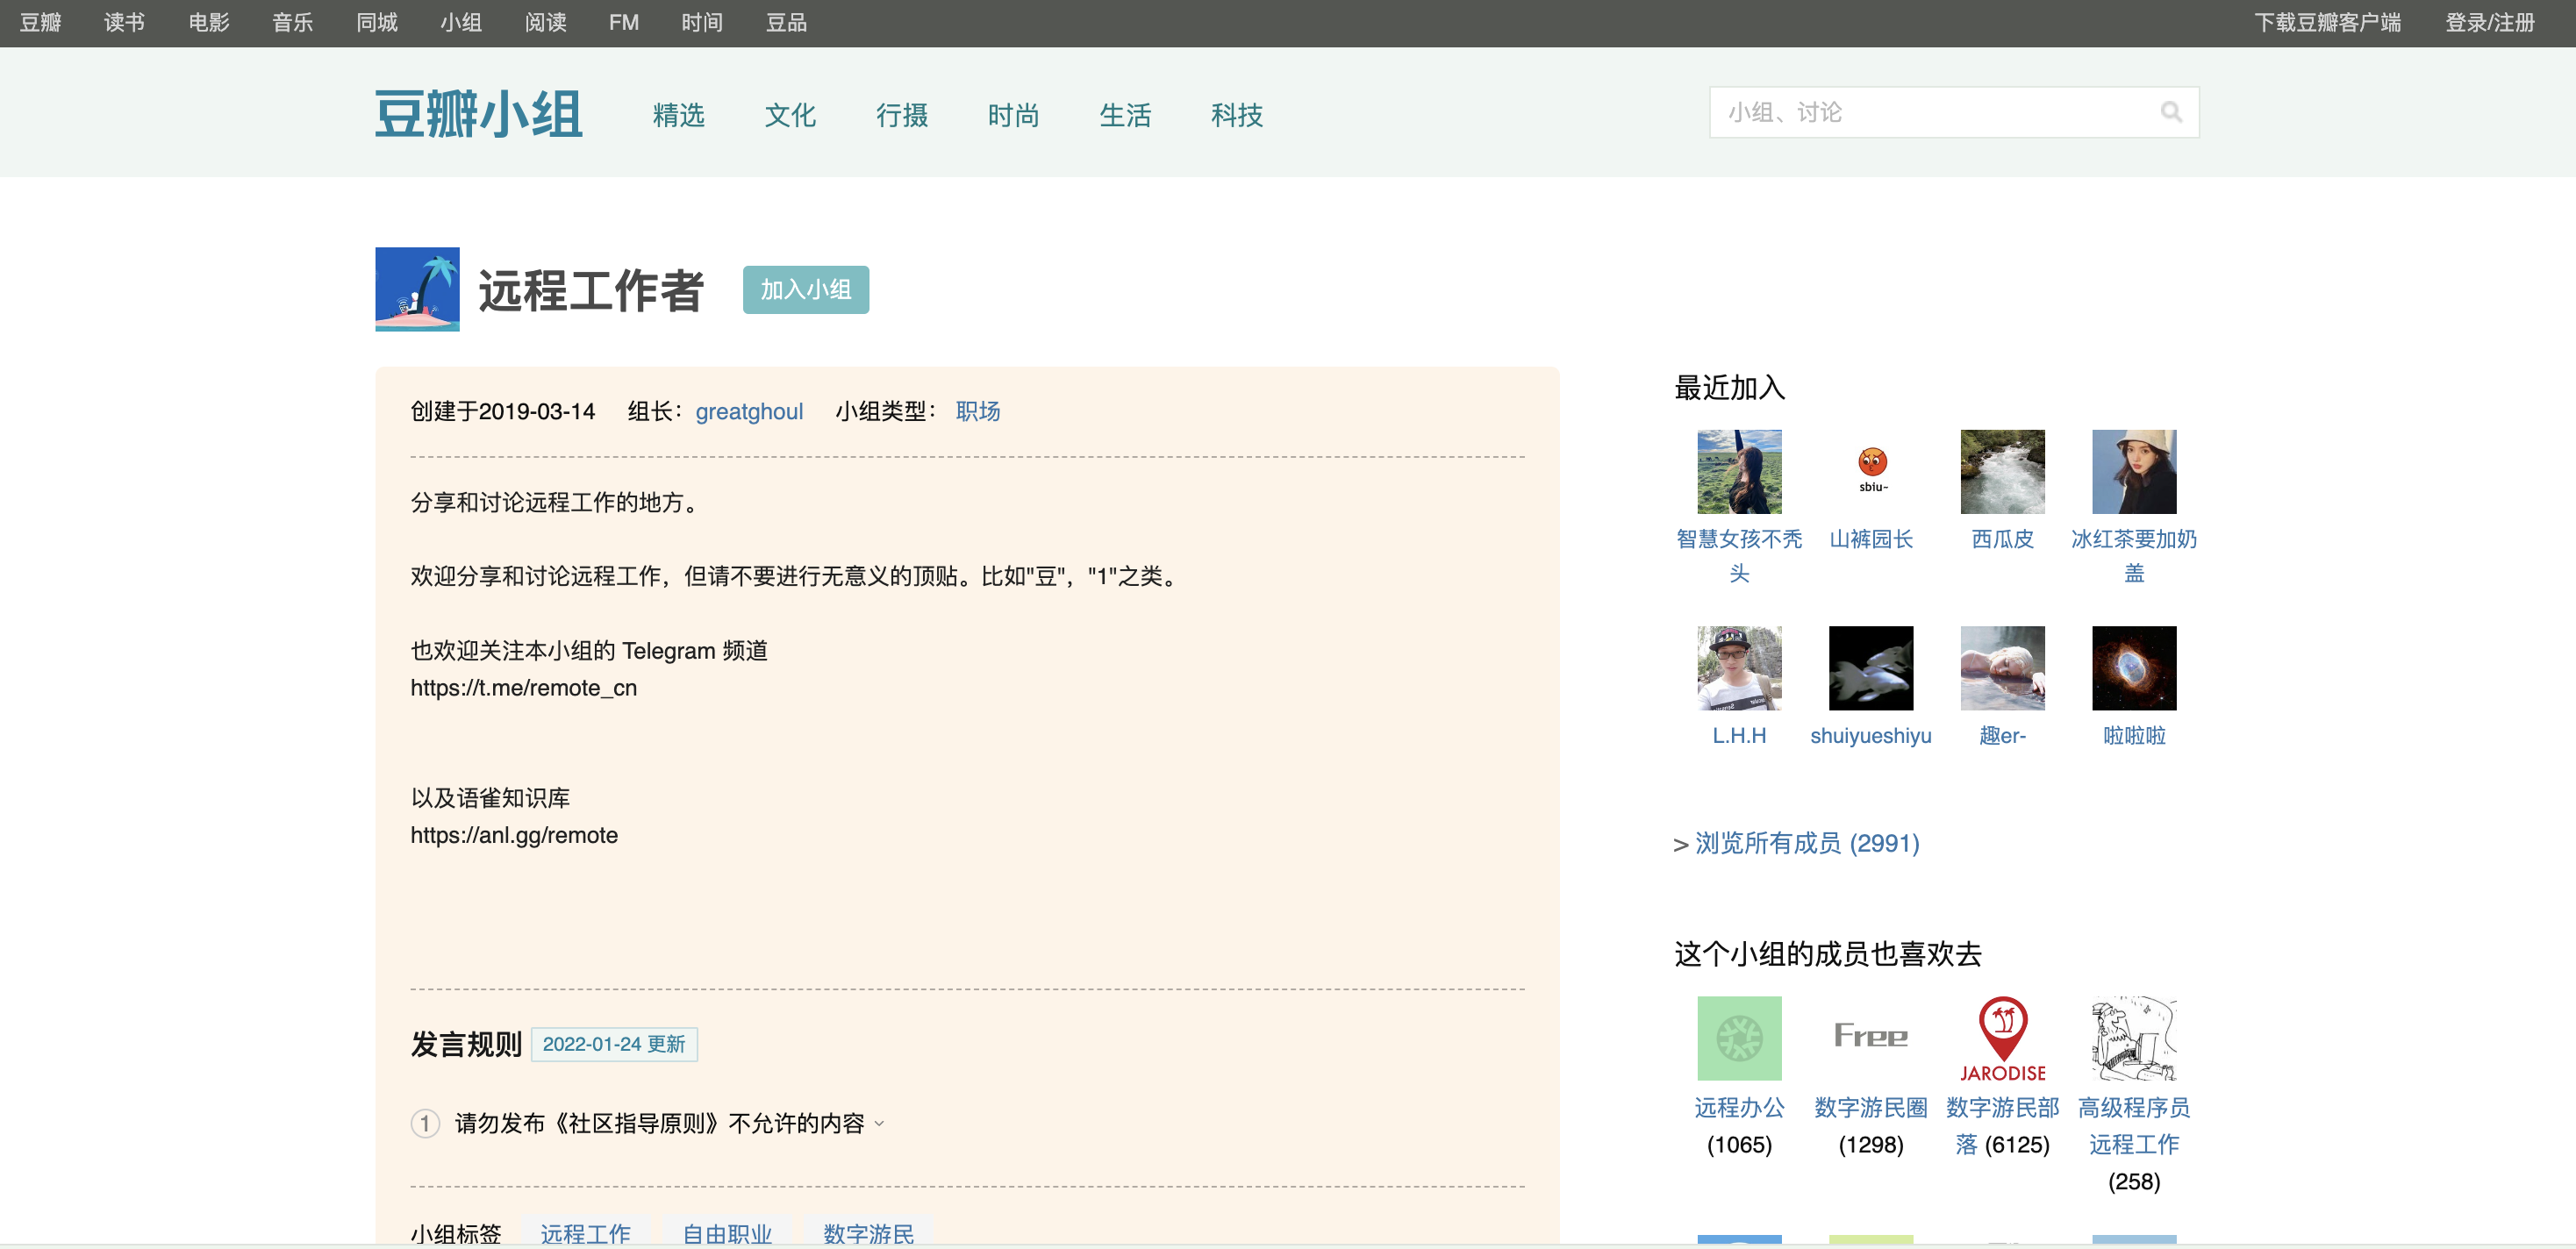 豆瓣 读书 电影 音乐 同城 小组 阅读 FM 时间 豆品 下载豆瓣客户端 登录/注册
豆瓣小组 精选 文化 行摄 时尚 生活 科技 小组、讨论
远程工作者 加入小组
创建于2019-03-14 组长：greatghoul 小组类型： 职场
分享和讨论远程工作的地方。
欢迎分享和讨论远程工作，但请不要进行无意义的顶贴。比如"豆"，"1"之类。
也欢迎关注本小组的 Telegram 频道
https://t.me/remote_cn
以及语雀知识库
https://anl.gg/remote
发言规则 2022-01-24 更新
1 请勿发布《社区指导原则》不允许的内容
小组标签 远程工作 自由职业 数字游民
最近加入
sbiu~
智慧女孩不秃头
山裤园长
西瓜皮
冰红茶要加奶盖
L.H.H
shuiyueshiyu
趣er-
啦啦啦
> 浏览所有成员 (2991)
这个小组的成员也喜欢去
Free
JARODISE
远程办公 (1065)
数字游民圈 (1298)
数字游民部落 (6125)
高级程序员远程工作 (258)